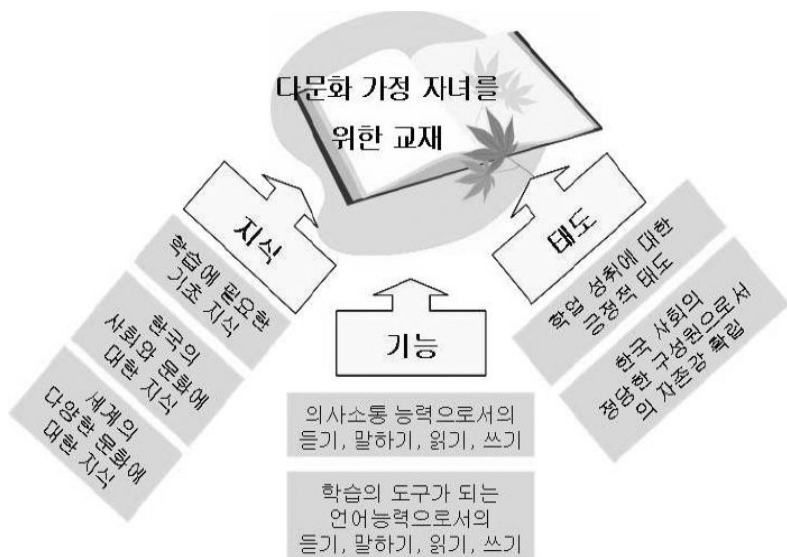 다문화 가정 자녀를
위한 교재
지식
학습에 필요한
기초 지식
한국의
사회와 문화에
대한 지식
세계의
다양한 문화에
대한 지식
기능
의사소통 능력으로서의
듣기, 말하기, 읽기, 쓰기
학습의 도구가 되는
언어능력으로서의
듣기, 말하기, 읽기, 쓰기
태도
학업 성취에 대한
긍정적 태도
한국 사회의
정당한 구성원으로서
의 자존감 확립